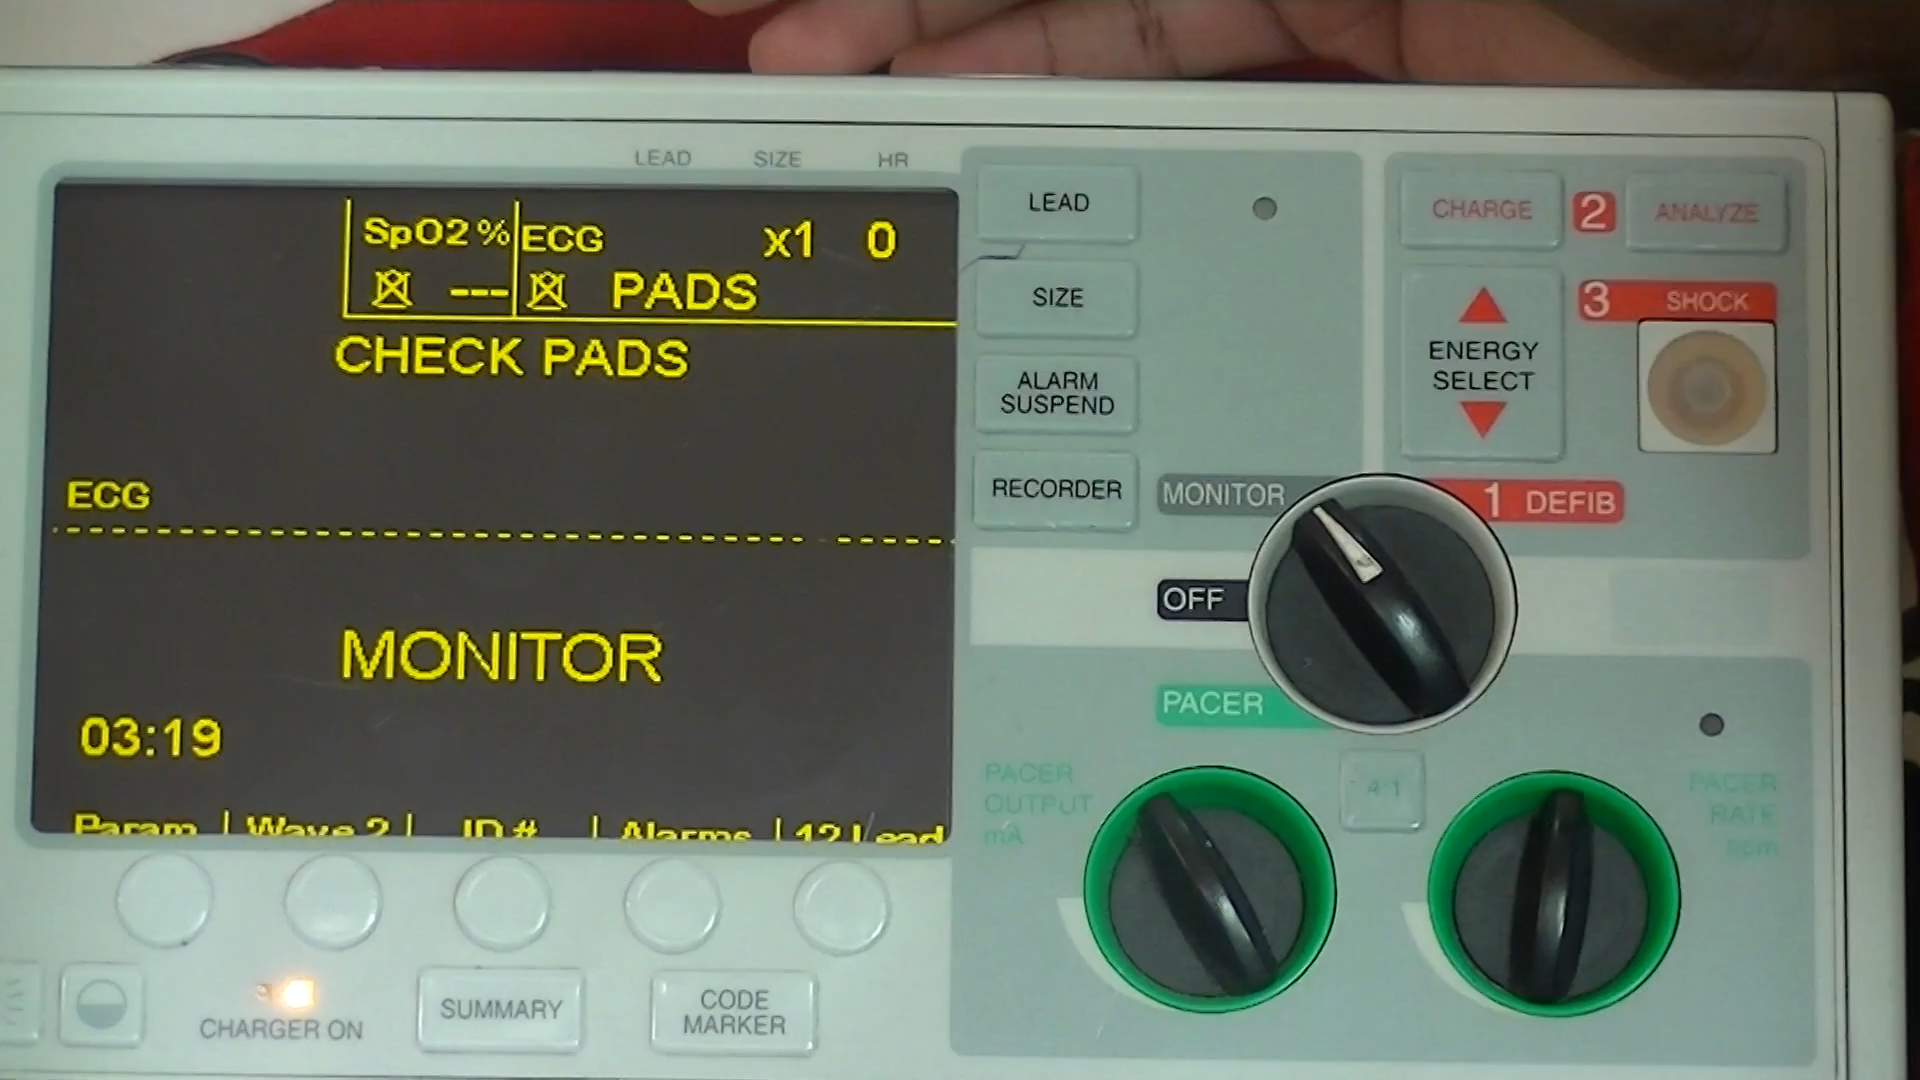 LEAD SIZE HR
SpO2 % ECG x1 0
--- PADS
CHECK PADS
ECG
MONITOR
03:19
Param Wave 2 ID # Alarms 12 Lead
CHARGER ON
SUMMARY
CODE
MARKER
LEAD
SIZE
ALARM
SUSPEND
RECORDER
CHARGE
2
ANALYZE
ENERGY
SELECT
3 SHOCK
MONITOR
1 DEFIB
OFF
PACER
PACER
OUTPUT
mA
4:1
PACER
RATE
ppm